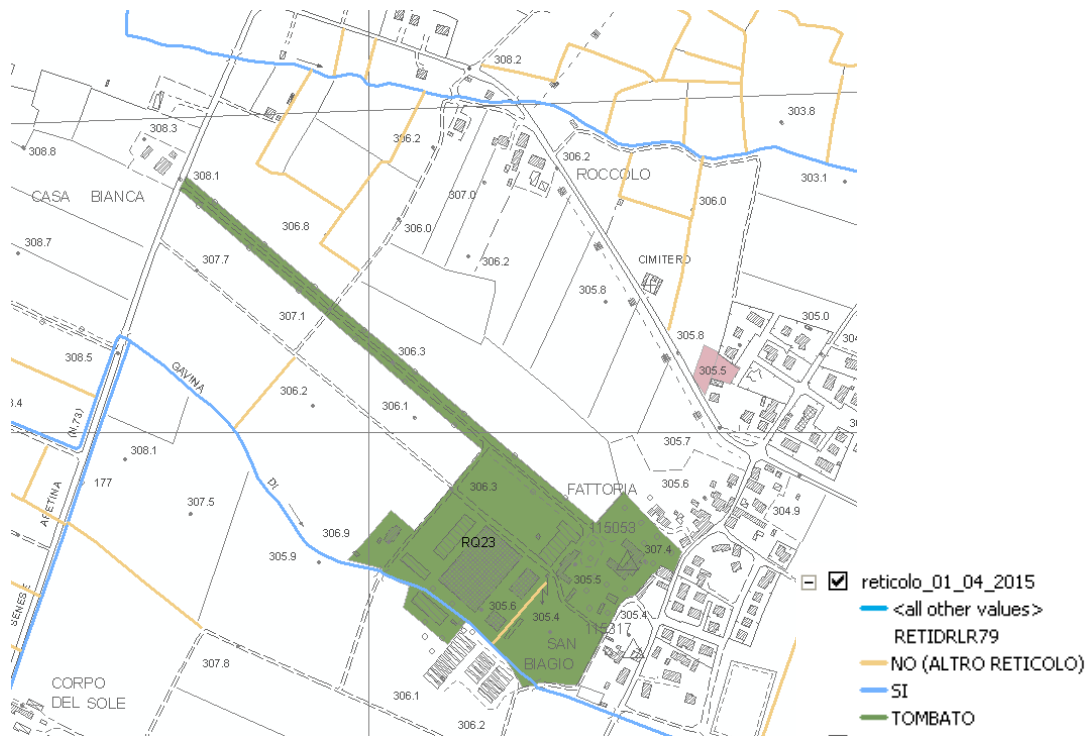 308.2
303.8
308.3
306.2
308.8
306.2
308.1
ROCCOLO
303.1
CASA BIANCA
307.0
306.0
306.8
306.0
308.7
306.2
CIMITERO
307.7
305.8
307.1
305.0
305.8
308.5
306.3
GAVINA
305.5
306.2
306.1
(N.73)
308.1
305.7
DI
177
306.3
FATTORIA
305.6
307.5
304.9
ARETINA
115053
306.9
RQ23
307.4
305.9
305.5
305.6
305.4
305.4
SENESE
115317
SAN
BIAGIO
307.8
CORPO
DEL SOLE
306.1
306.2
reticolo_01_04_2015
<all other values>
RETIDRLR79
NO (ALTRO RETICOLO)
SI
TOMBATO